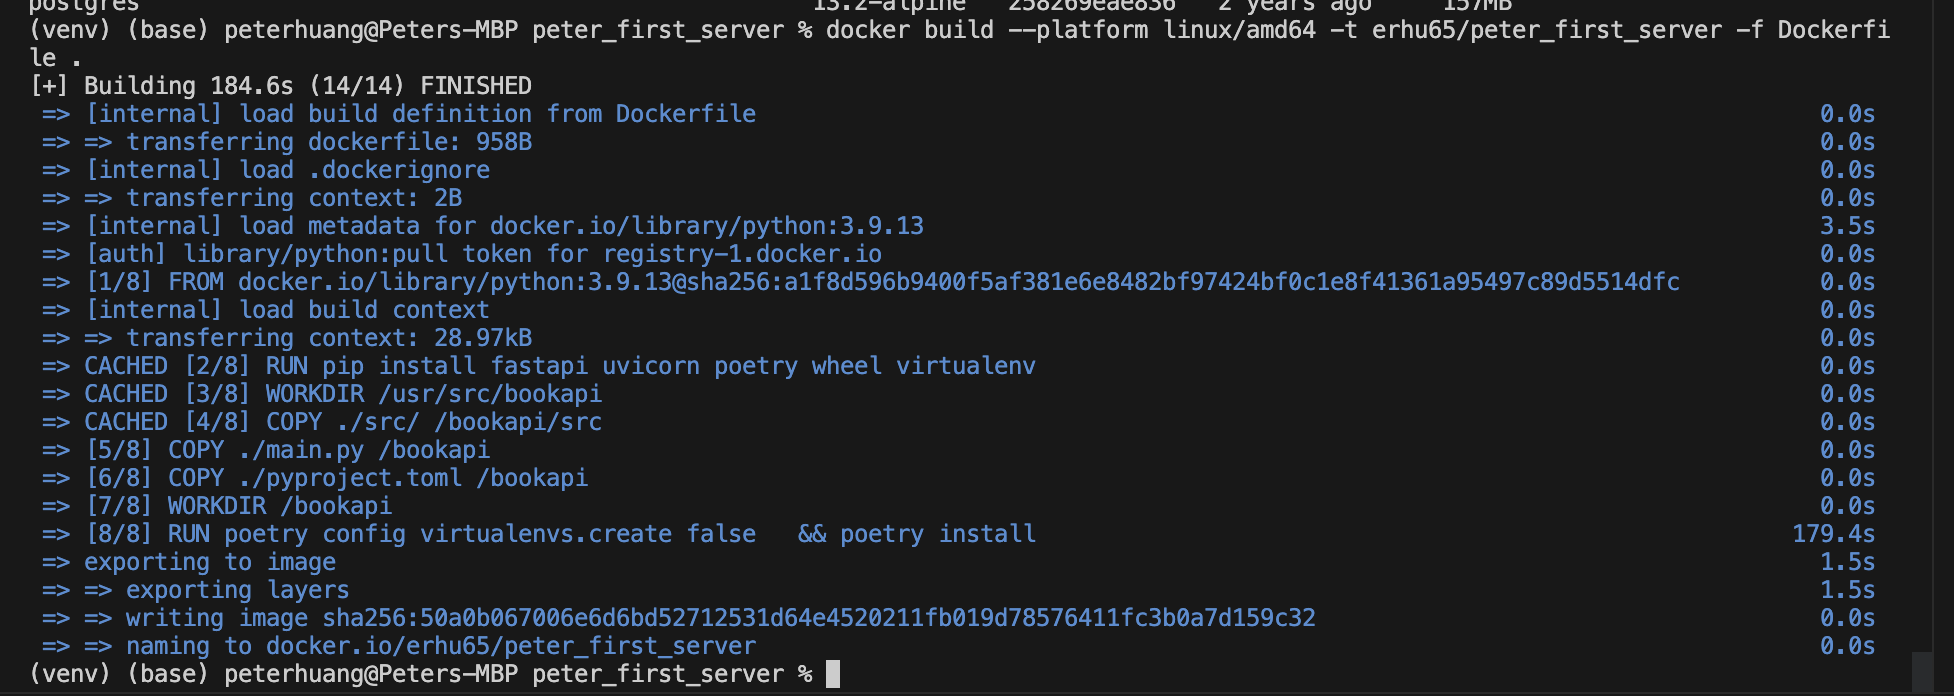 postgres 13.2-alpine 258269eae836 2 years ago 157MB
(venv) (base) peterhuang@Peters-MBP peter_first_server % docker build --platform linux/amd64 -t erhu65/peter_first_server -f Dockerfi
le .
[+] Building 184.6s (14/14) FINISHED
=> [internal] load build definition from Dockerfile 0.0s
=> => transferring dockerfile: 958B 0.0s
=> [internal] load .dockerignore 0.0s
=> => transferring context: 2B 0.0s
=> [internal] load metadata for docker.io/library/python:3.9.13 3.5s
=> [auth] library/python:pull token for registry-1.docker.io 0.0s
=> [1/8] FROM docker.io/library/python:3.9.13@sha256:a1f8d596b9400f5af381e6e8482bf97424bf0c1e8f41361a95497c89d5514dfc 0.0s
=> [internal] load build context 0.0s
=> => transferring context: 28.97kB 0.0s
=> CACHED [2/8] RUN pip install fastapi uvicorn poetry wheel virtualenv 0.0s
=> CACHED [3/8] WORKDIR /usr/src/bookapi 0.0s
=> CACHED [4/8] COPY ./src/ /bookapi/src 0.0s
=> [5/8] COPY ./main.py /bookapi 0.0s
=> [6/8] COPY ./pyproject.toml /bookapi 0.0s
=> [7/8] WORKDIR /bookapi 0.0s
=> [8/8] RUN poetry config virtualenvs.create false   && poetry install 179.4s
=> exporting to image 1.5s
=> => exporting layers 1.5s
=> => writing image sha256:50a0b067006e6d6bd52712531d64e4520211fb019d78576411fc3b0a7d159c32 0.0s
=> => naming to docker.io/erhu65/peter_first_server 0.0s
(venv) (base) peterhuang@Peters-MBP peter_first_server %